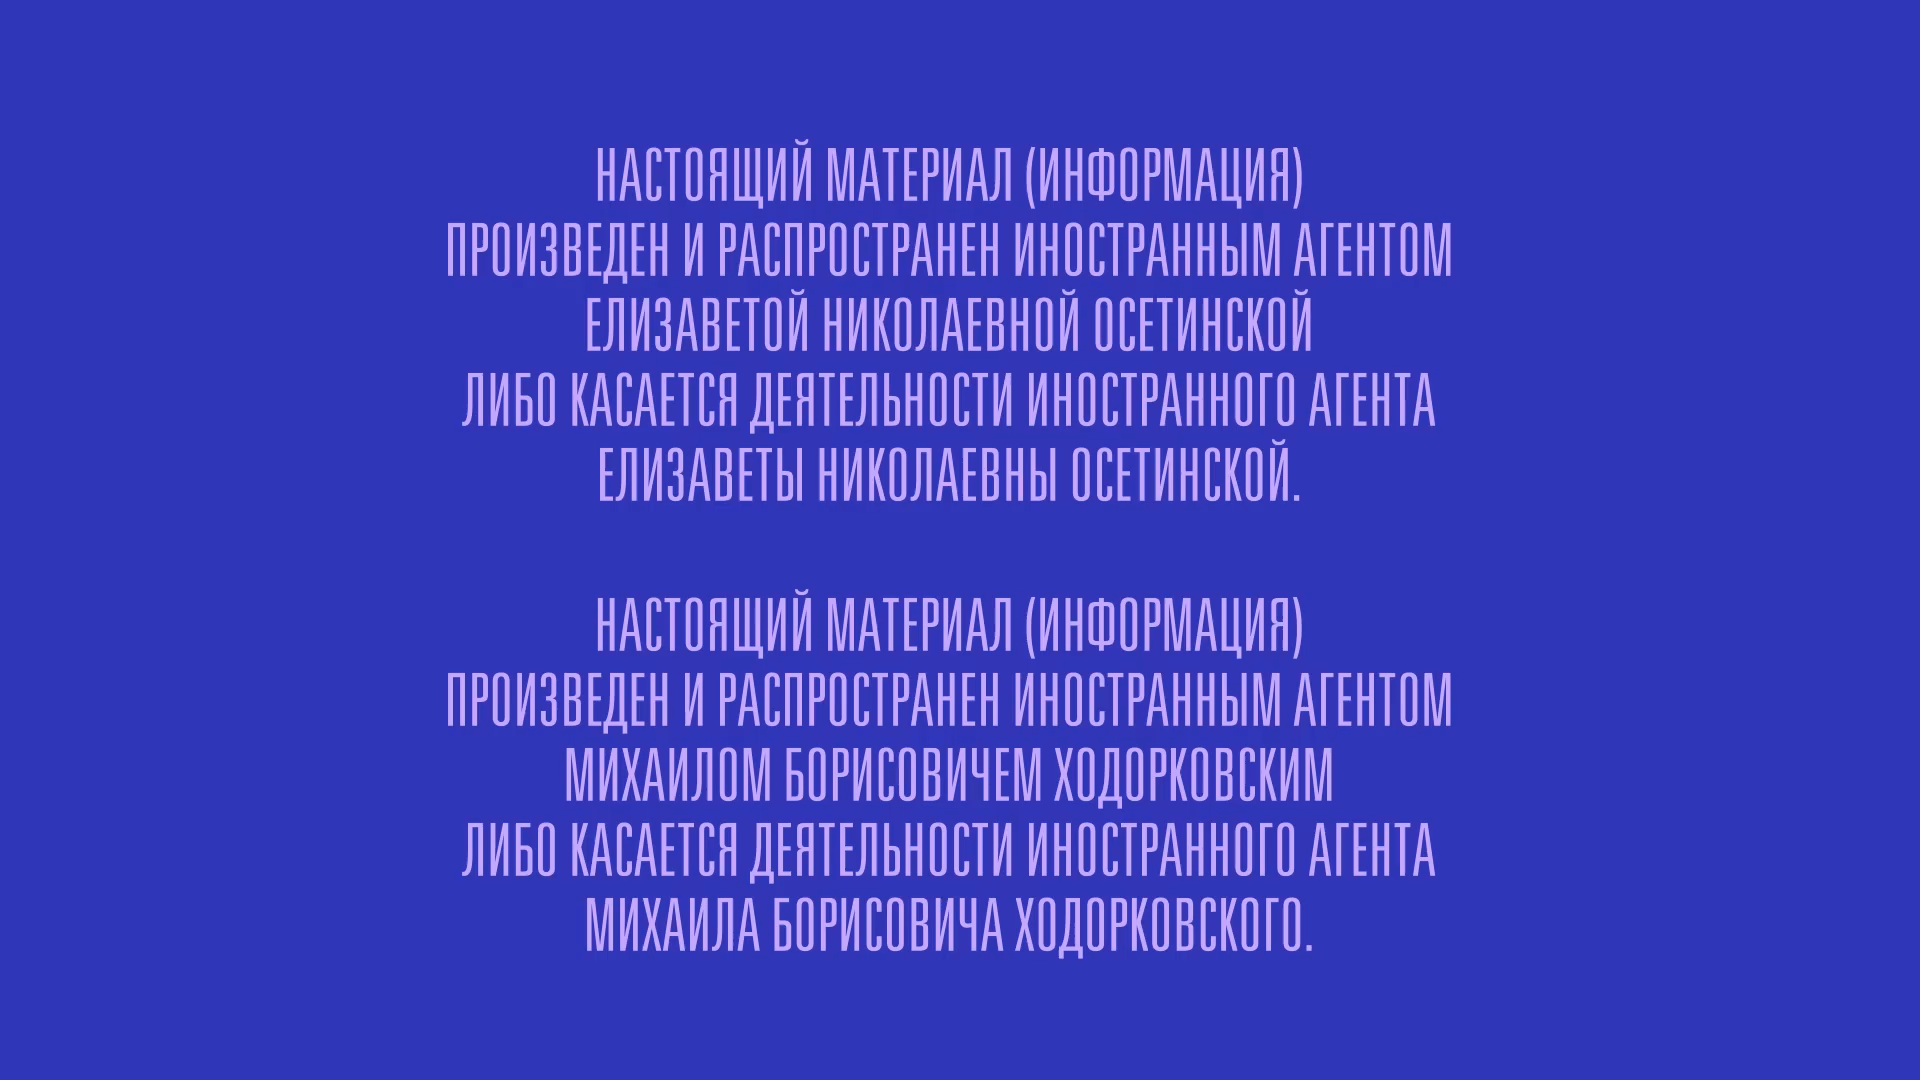 НАСТОЯЩИЙ МАТЕРИАЛ (ИНФОРМАЦИЯ)
ПРОИЗВЕДЕН И РАСПРОСТРАНЕН ИНОСТРАННЫМ АГЕНТОМ
ЕЛИЗАВЕТОЙ НИКОЛАЕВНОЙ ОСЕТИНСКОЙ
ЛИБО КАСАЕТСЯ ДЕЯТЕЛЬНОСТИ ИНОСТРАННОГО АГЕНТА
ЕЛИЗАВЕТЫ НИКОЛАЕВНЫ ОСЕТИНСКОЙ.
НАСТОЯЩИЙ МАТЕРИАЛ (ИНФОРМАЦИЯ)
ПРОИЗВЕДЕН И РАСПРОСТРАНЕН ИНОСТРАННЫМ АГЕНТОМ
МИХАИЛОМ БОРИСОВИЧЕМ ХОДОРКОВСКИМ
ЛИБО КАСАЕТСЯ ДЕЯТЕЛЬНОСТИ ИНОСТРАННОГО АГЕНТА
МИХАИЛА БОРИСОВИЧА ХОДОРКОВСКОГО.